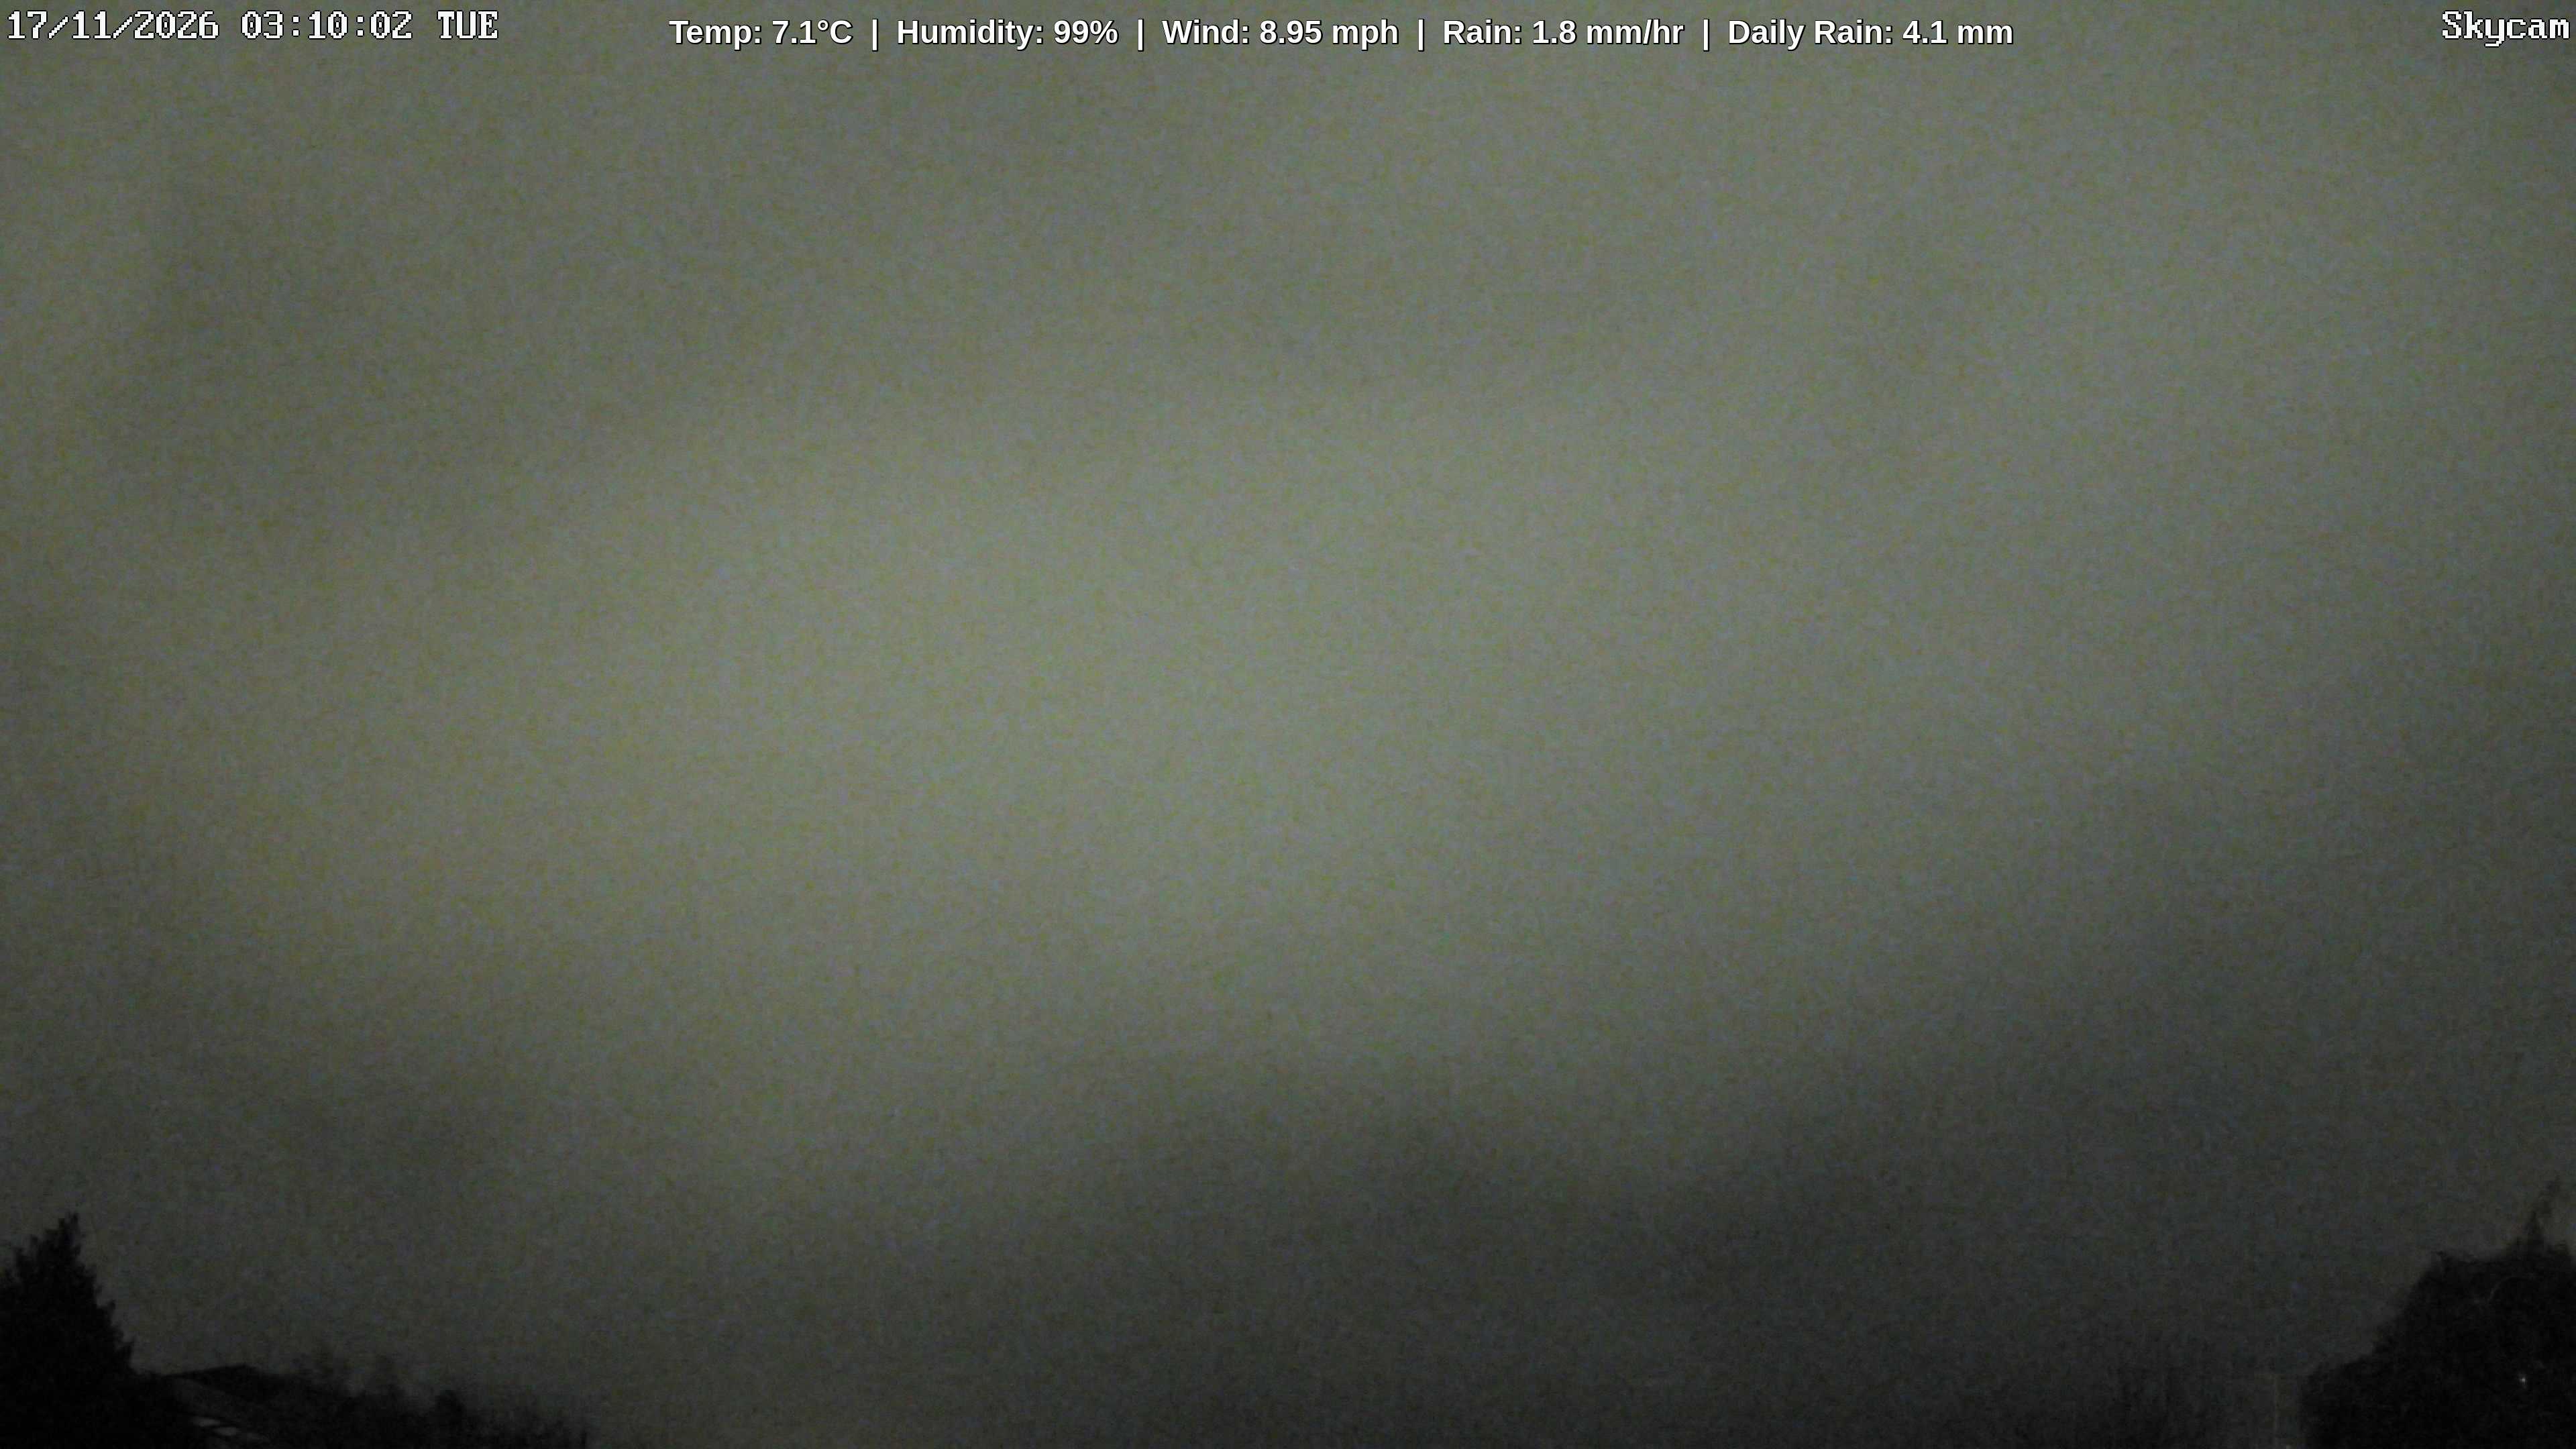 17/11/2026 03:10:02 TUE
Temp: 7.1°C | Humidity: 99% | Wind: 8.95 mph | Rain: 1.8 mm/hr | Daily Rain: 4.1 mm
Skycam